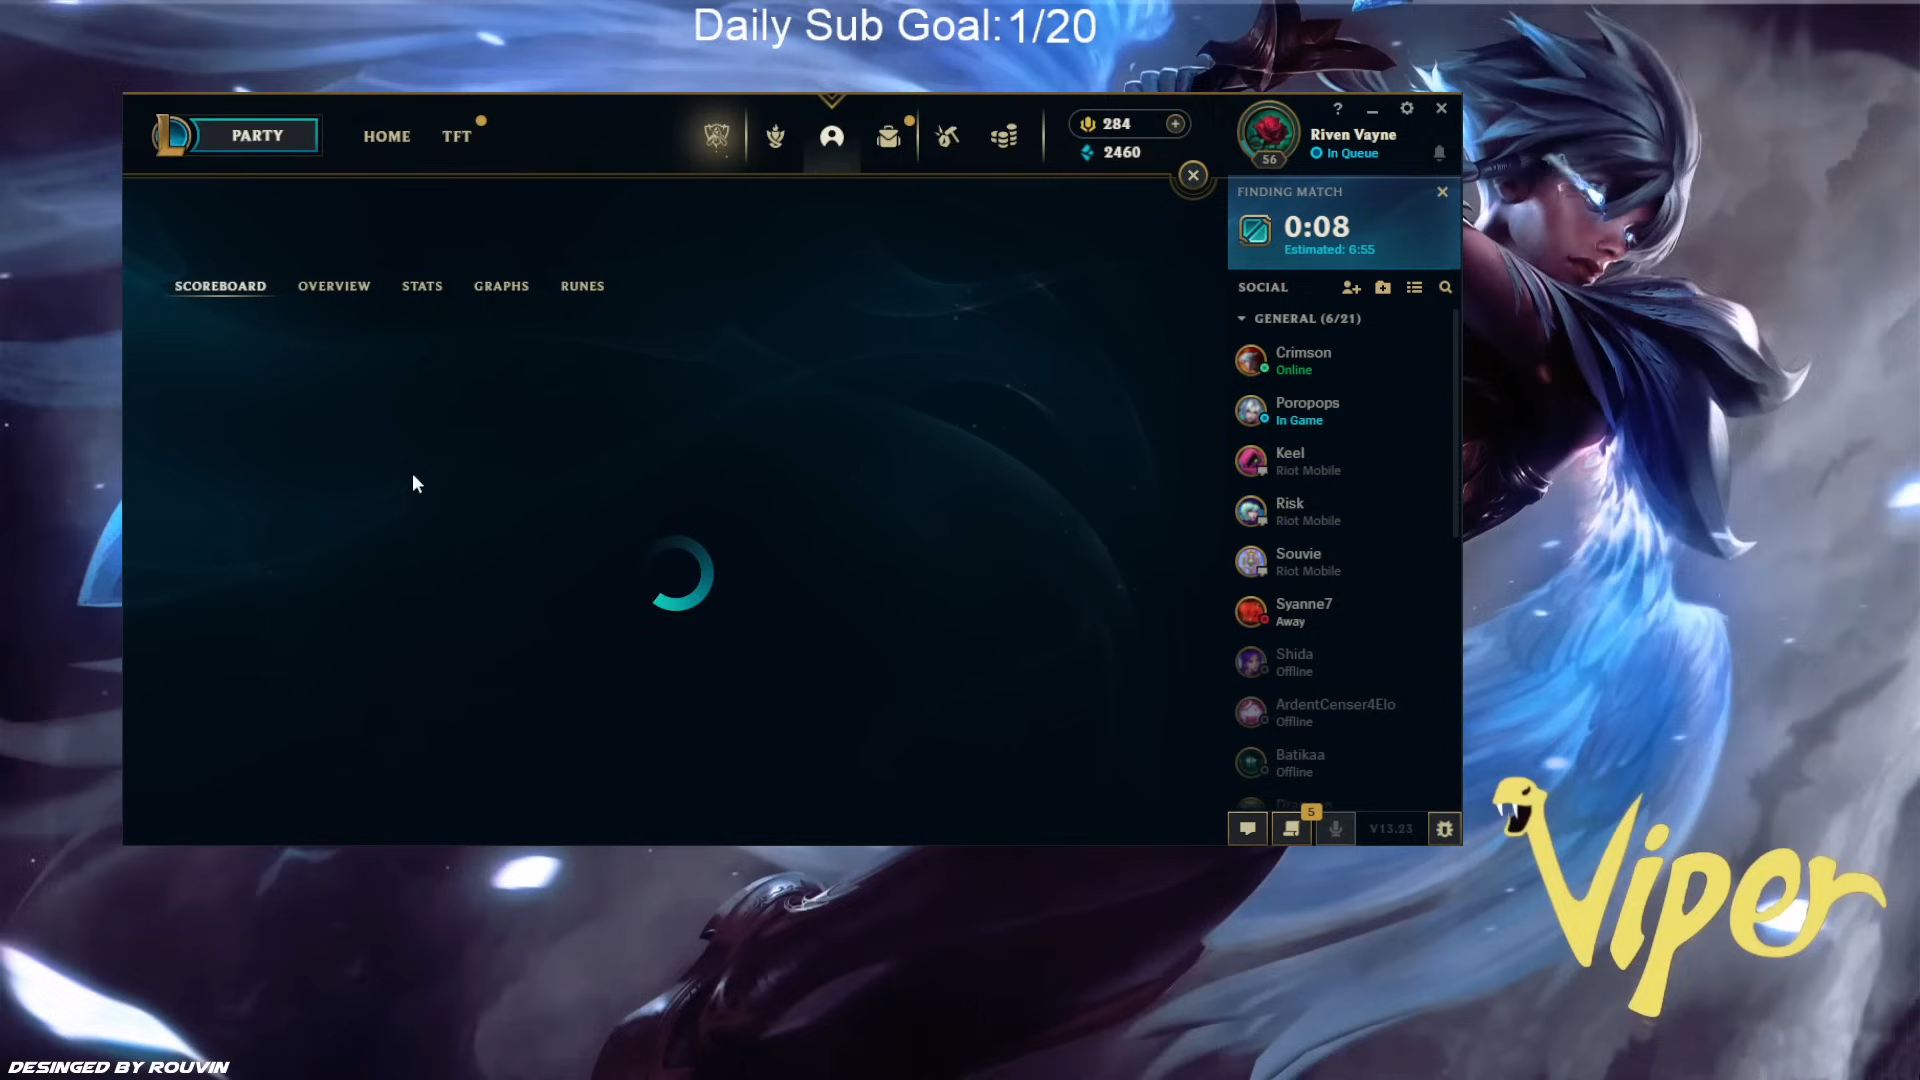 Daily Sub Goal: 1/20
PARTY
HOME
TFT
284
2460
56
?
Riven Vayne
In Queue
FINDING MATCH
0:08
Estimated: 6:55
SCOREBOARD
OVERVIEW
STATS
GRAPHS
RUNES
SOCIAL
GENERAL (6/21)
Crimson
Online
Poropops
In Game
Keel
Riot Mobile
Risk
Riot Mobile
Souvie
Riot Mobile
Syanne7
Away
Shida
Offline
ArdentCenser4Elo
Offline
Batikaa
Offline
5
V13.23
Viper
DESINGED BY ROUVIN